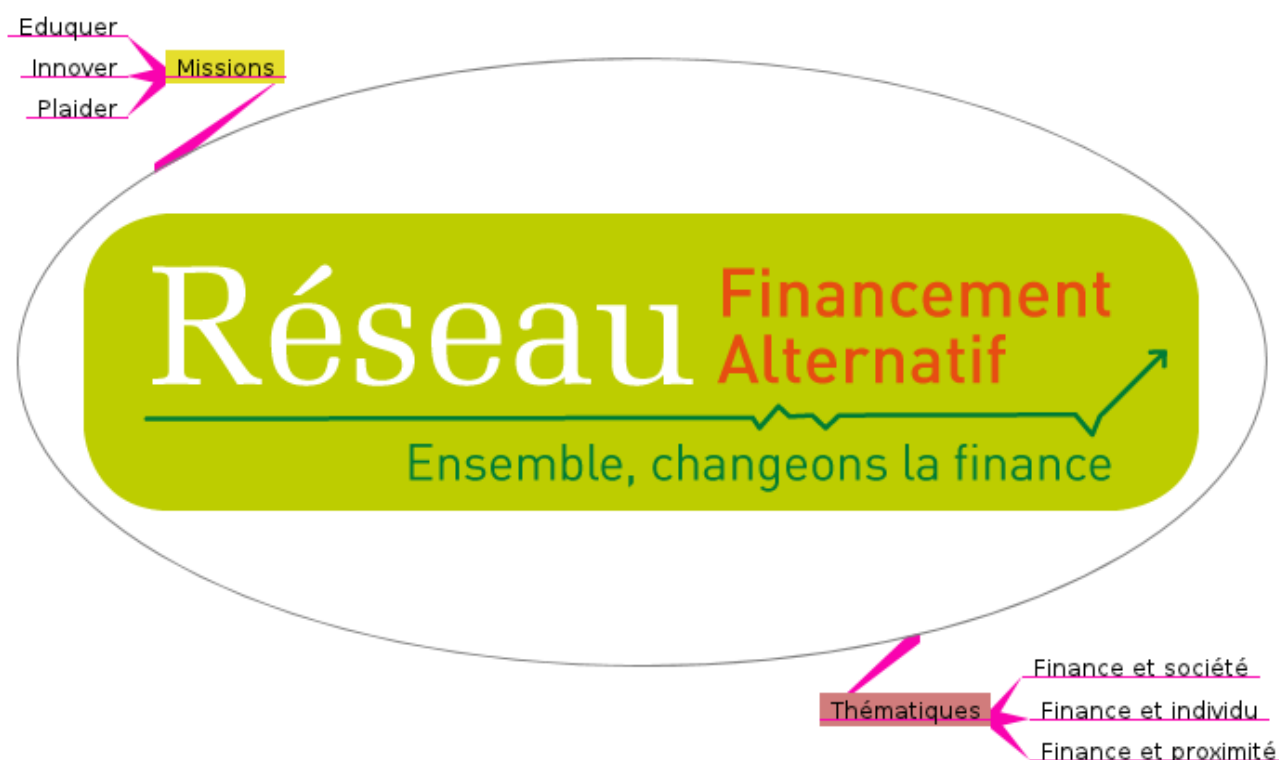 Eduquer
Innover
Plaider
Missions
Réseau
Financement
Alternatif
Ensemble, changeons la finance
Thématiques
Finance et société
Finance et individu
Finance et proximité